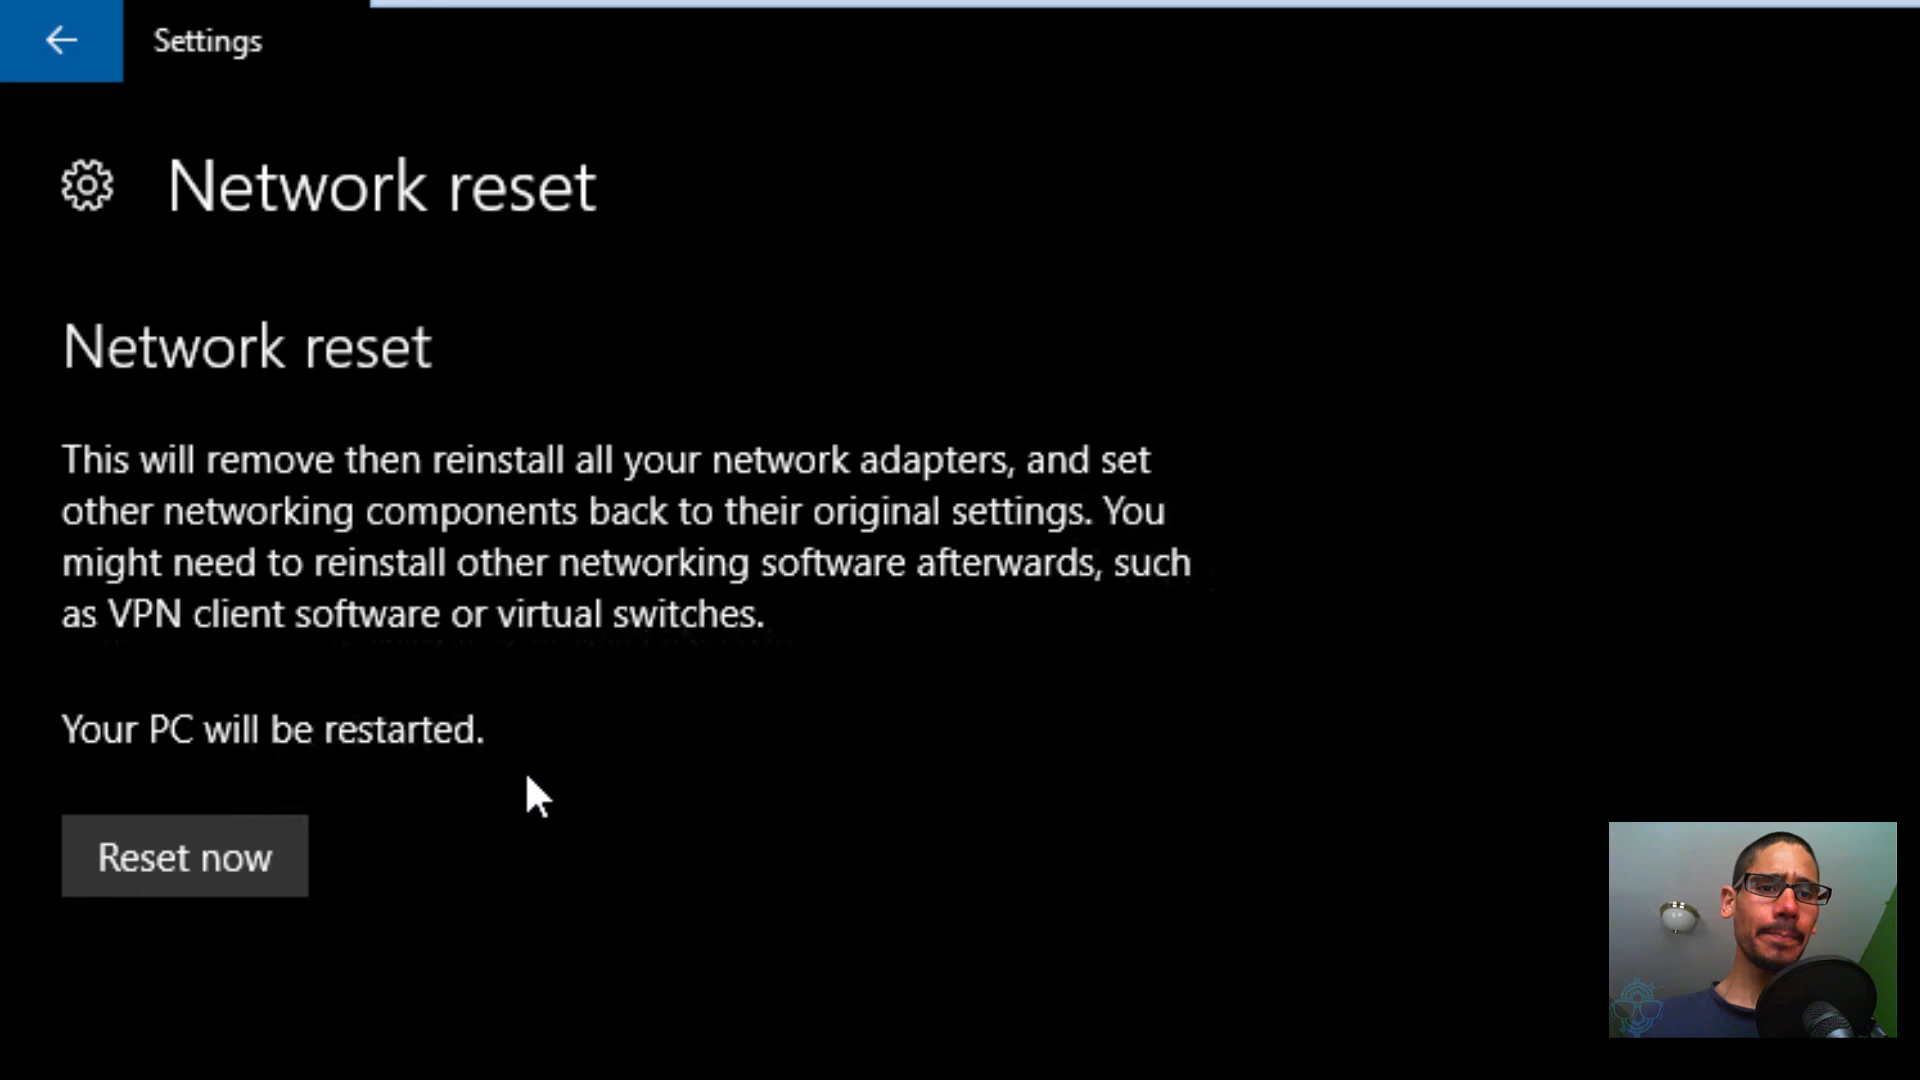 Settings
Network reset
Network reset
This will remove then reinstall all your network adapters, and set
other networking components back to their original settings. You
might need to reinstall other networking software afterwards, such
as VPN client software or virtual switches.
Your PC will be restarted.
Reset now